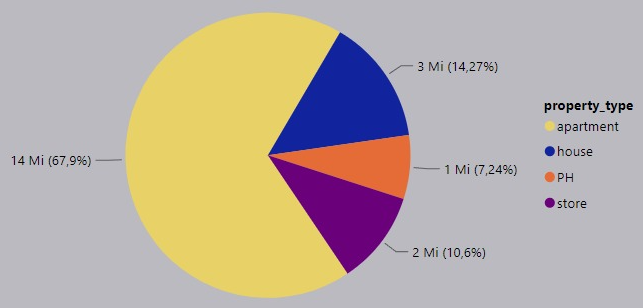 3 Mi (14,27%)
property_type
apartment
14 Mi (67,9%)
house
1 Mi (7,24%)
PH
store
2 Mi (10,6%)